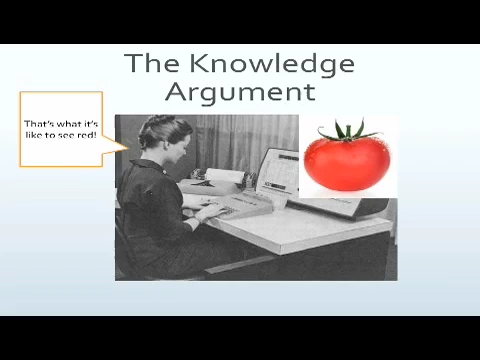 The Knowledge
Argument
That's what it's
like to see red!